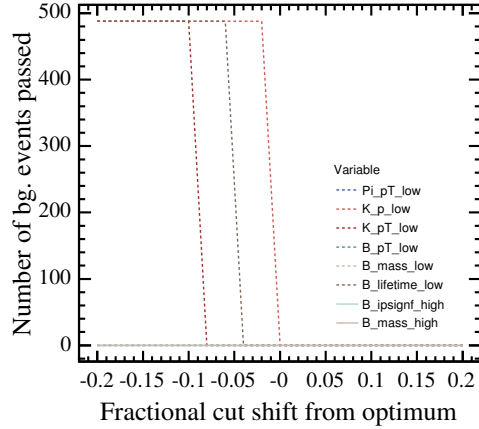 Number of bg. events passed
500
400
300
200
100
0
Variable
Pi_pT_low
K_p_low
K_pT_low
B_pT_low
B_mass_low
B_lifetime_low
B_ipsignf_high
B_mass_high
-0.2 -0.15 -0.1 -0.05 -0 0.05 0.1 0.15 0.2
Fractional cut shift from optimum